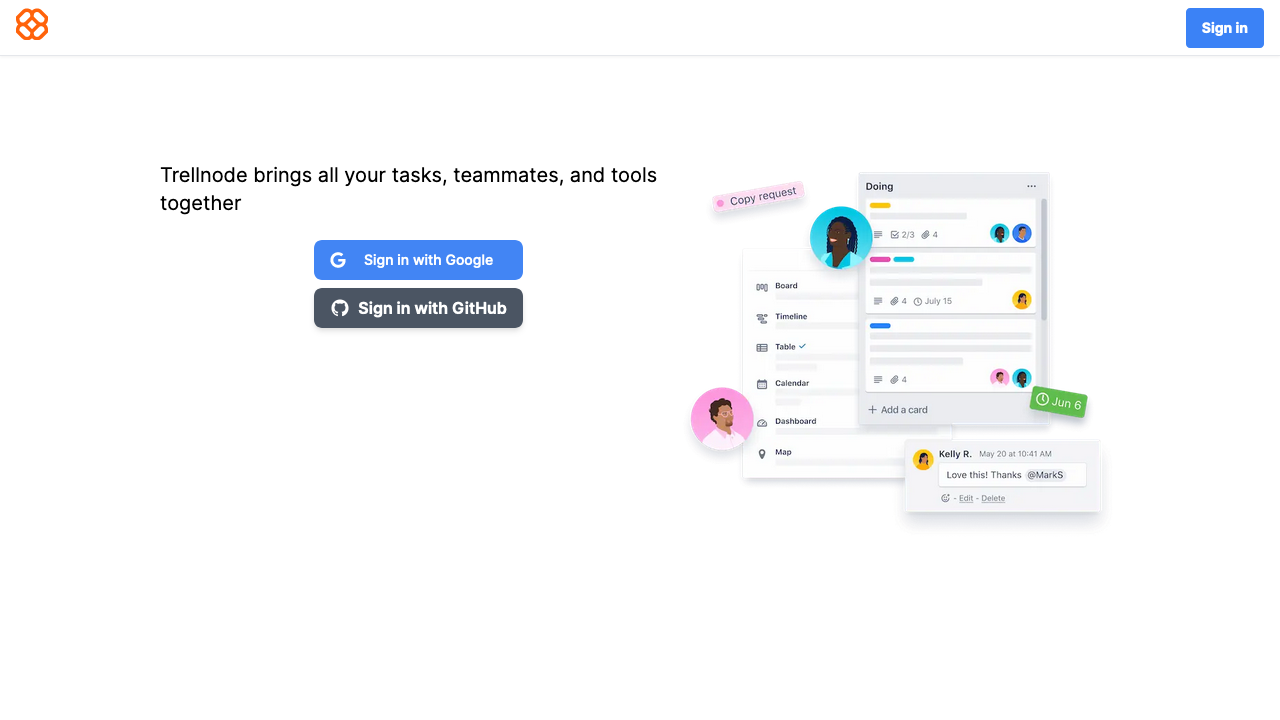 Sign in
Trellnode brings all your tasks, teammates, and tools
together
Sign in with Google
Sign in with GitHub
Copy request
Doing
2/3 4
4 July 15
4
+ Add a card
Board
Timeline
Table
Calendar
Dashboard
Map
Jun 6
Kelly R. May 20 at 10:41 AM
Love this! Thanks @MarkS
- Edit - Delete